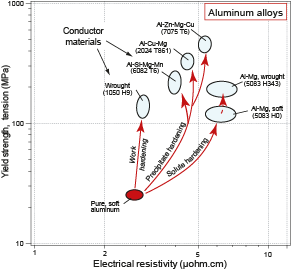 Aluminum alloys
Al-Zn-Mg-Cu
(7075 T6)
Conductor
materials
Al-Cu-Mg
(2024 T861)
Al-Si-Mg-Mn
(6082 T6)
Wrought
(1050 H9)
Al-Mg, wrought
(5083 H343)
Al-Mg, soft
(5083 H0)
Work
hardening
Precipitate hardening
Solute hardening
Pure, soft
aluminum
Yield strength, tension (MPa)
1000
100
10
1
2
5
10
Electrical resistivity (µohm.cm)